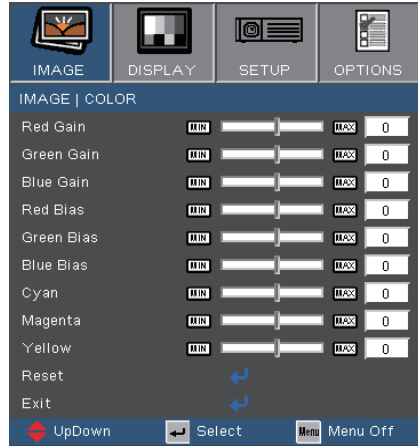 IMAGE DISPLAY SETUP OPTIONS
IMAGE | COLOR
Red Gain MIN MAX 0
Green Gain MIN MAX 0
Blue Gain MIN MAX 0
Red Bias MIN MAX 0
Green Bias MIN MAX 0
Blue Bias MIN MAX 0
Cyan MIN MAX 0
Magenta MIN MAX 0
Yellow MIN MAX 0
Reset
Exit
UpDown Select Menu Menu Off